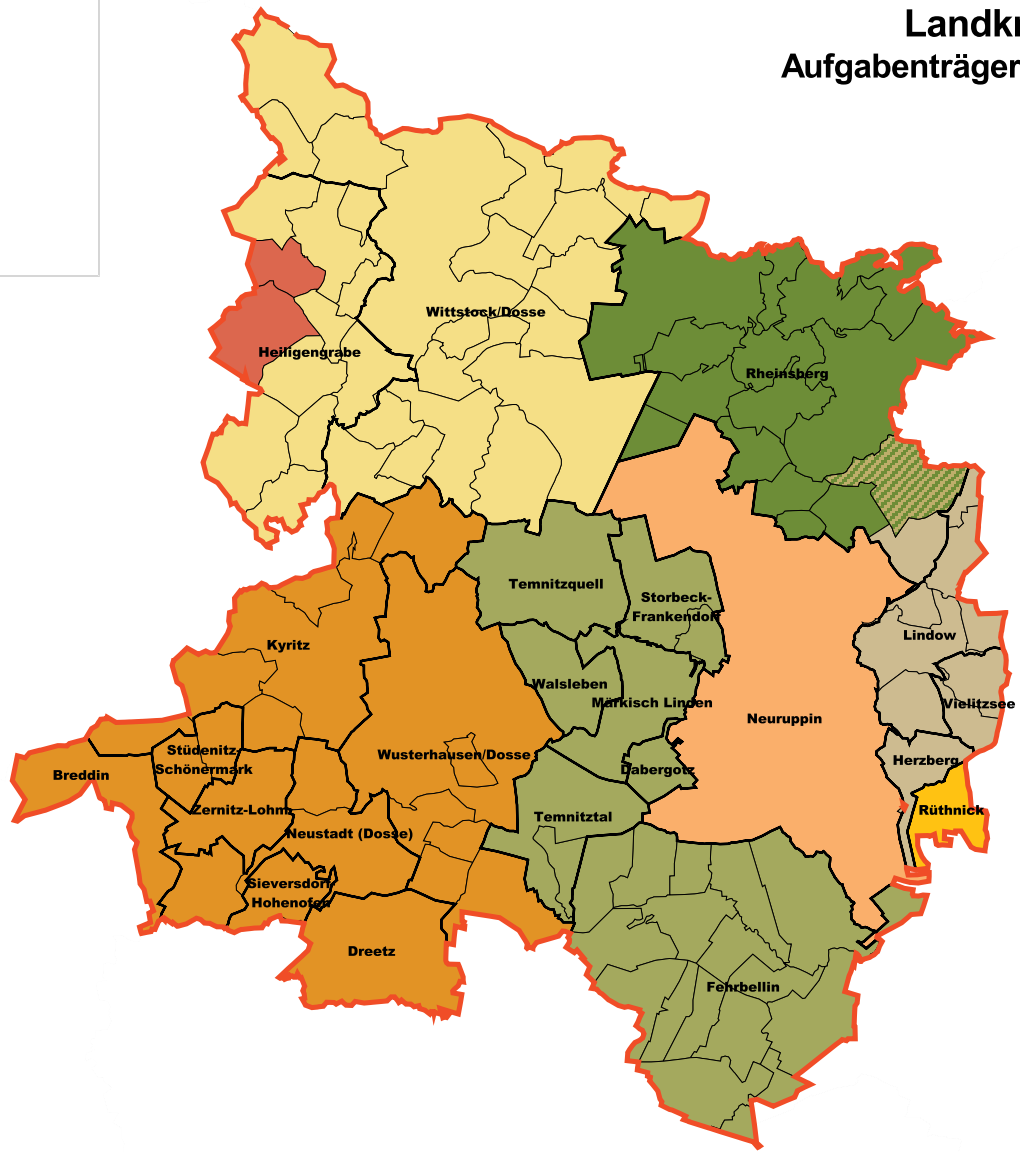 Landkr
Aufgabenträger
Wittstock/Dosse
Heiligengrabe
Rheinsberg
Temnitzquell
Storbeck-
Frankendorf
Lindow
Kyritz
Walsleben
Märkisch Linden
Vielitzsee
Neuruppin
Stüdenitz-
Schönermark
Wusterhausen/Dosse
Herzberg
Breddin
Dabergotz
Zernitz-Lohm
Temnitztal
Rüthnick
Neustadt (Dosse)
Sieversdorf-
Hohenofen
Dreetz
Fehrbellin